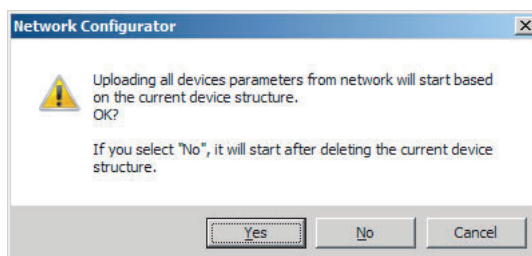 Network Configurator
Uploading all devices parameters from network will start based
on the current device structure.
OK?
If you select "No", it will start after deleting the current device
structure.
Yes
No
Cancel